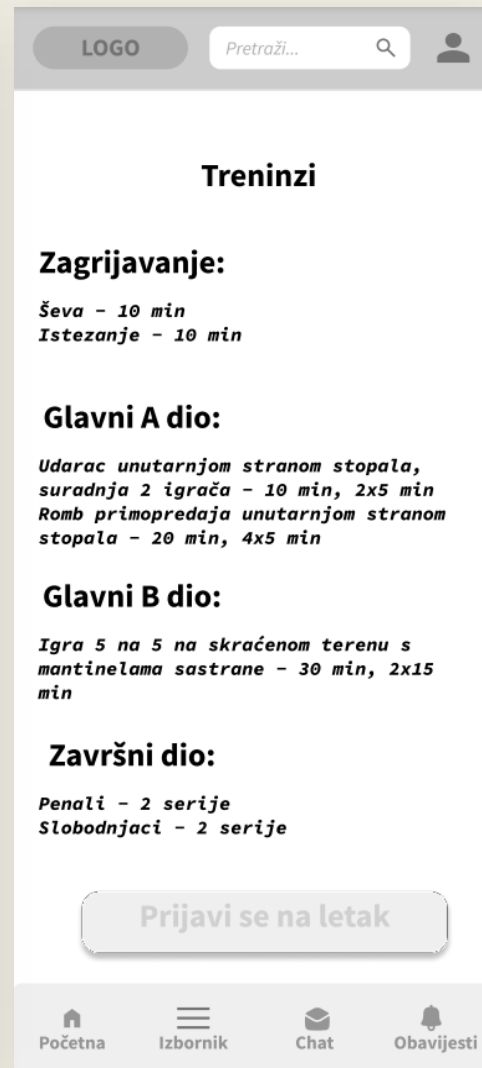 LOGO
Pretraži...
Treninzi
Zagrijavanje:
Ševa - 10 min
Istezanje - 10 min
Glavni A dio:
Udarac unutarnjom stranom stopala,
suradnja 2 igrača - 10 min, 2x5 min
Romb primopredaja unutarnjom stranom
stopala - 20 min, 4x5 min
Glavni B dio:
Igra 5 na 5 na skraćenom terenu s
mantinelama sastrane - 30 min, 2x15
min
Završni dio:
Penali - 2 serije
Slobodnjaci - 2 serije
Prijavi se na letak
Početna
Izbornik
Chat
Obavijesti